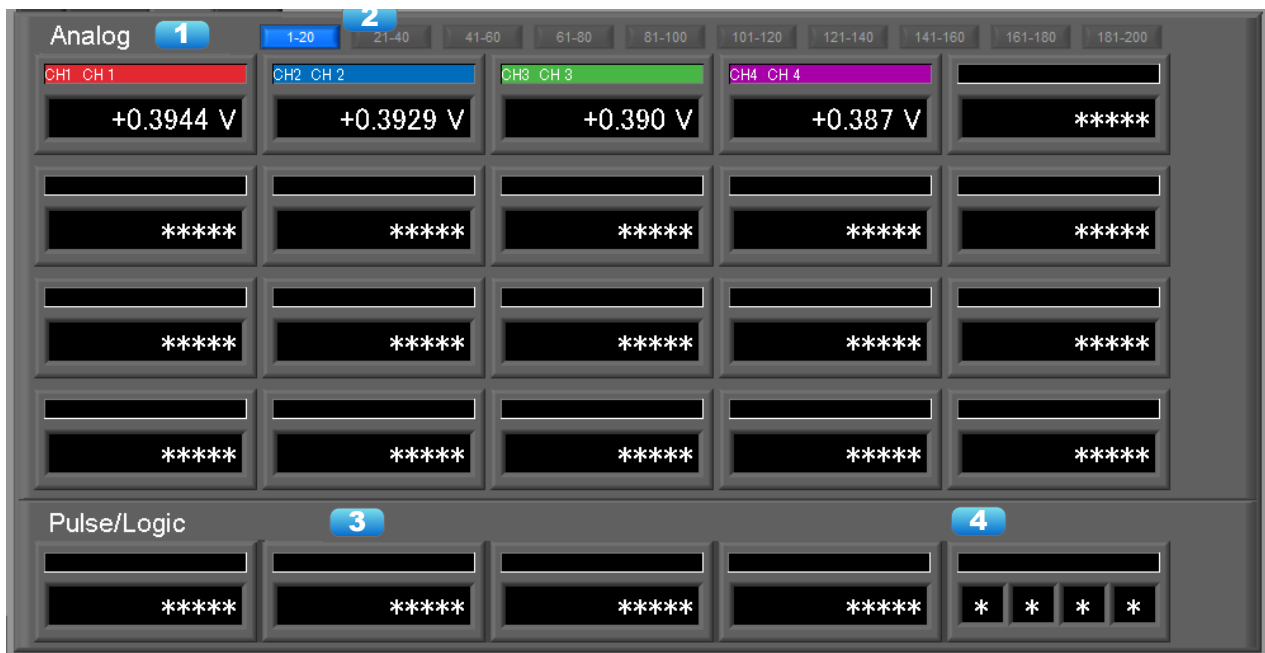 Analog 1 2
1-20 21-40 41-60 61-80 81-100 101-120 121-140 141-160 161-180 181-200
CH1 CH 1 CH2 CH 2 CH3 CH 3 CH4 CH 4
+0.3944 V +0.3929 V +0.390 V +0.387 V *****
***** ***** ***** ***** *****
***** ***** ***** ***** *****
***** ***** ***** ***** *****
Pulse/Logic 3 4
***** ***** ***** ***** * * * *